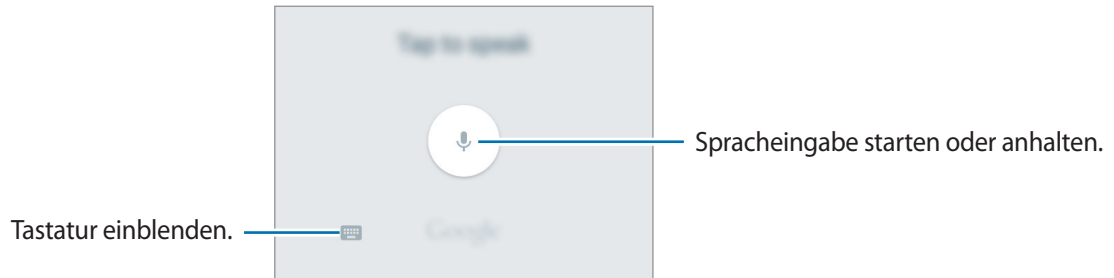 Tap to speak
Spracheingabe starten oder anhalten.
Tastatur einblenden.
Google